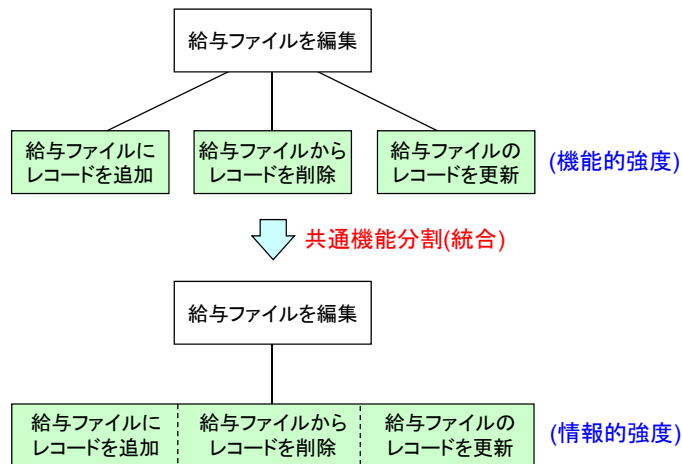 給与ファイルを編集
給与ファイルに
レコードを追加
給与ファイルから
レコードを削除
給与ファイルの
レコードを更新
(機能的強度)
共通機能分割(統合)
給与ファイルを編集
給与ファイルに
レコードを追加
給与ファイルから
レコードを削除
給与ファイルの
レコードを更新
(情報的強度)